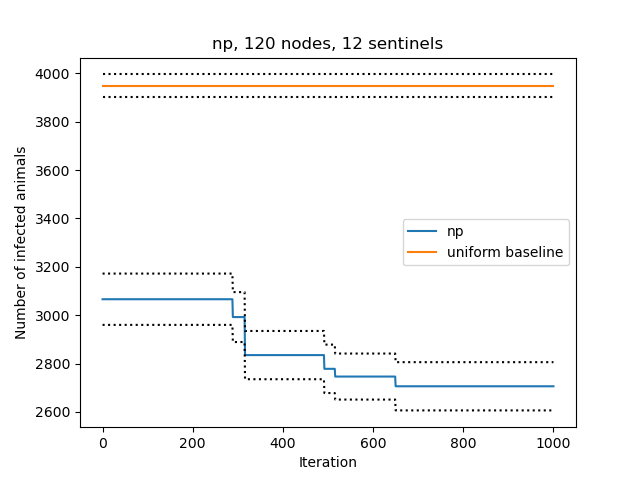 np, 120 nodes, 12 sentinels
4000
3800
3600
3400
3200
3000
2800
2600
Number of infected animals
np
uniform baseline
0 200 400 600 800 1000
Iteration